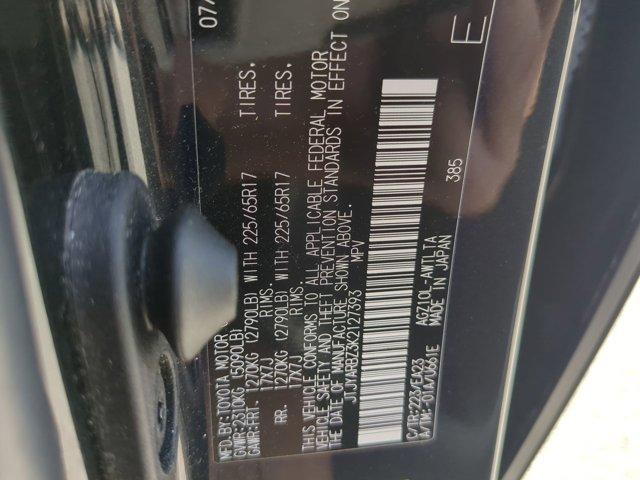 07/
MFD.BY:TOYOTA MOTOR
GVWR:2310KG (5090LB)
GAWR:FRT. 1270KG (2790LB) WITH 225/65R17 TIRES,
17X7J RIMS.
RR. 1270KG (2790LB) WITH 225/65R17 TIRES,
17X7J RIMS.
THIS VEHICLE CONFORMS TO ALL APPLICABLE FEDERAL MOTOR
VEHICLE SAFETY AND THEFT PREVENTION STANDARDS IN EFFECT ON
THE DATE OF MANUFACTURE SHOWN ABOVE.
JTJYARBZ3K2127393 MPV
E
385
C/TR:223/EA23 AGZ10L-AWTLTA
A/TM:-01A/U661E MADE IN JAPAN